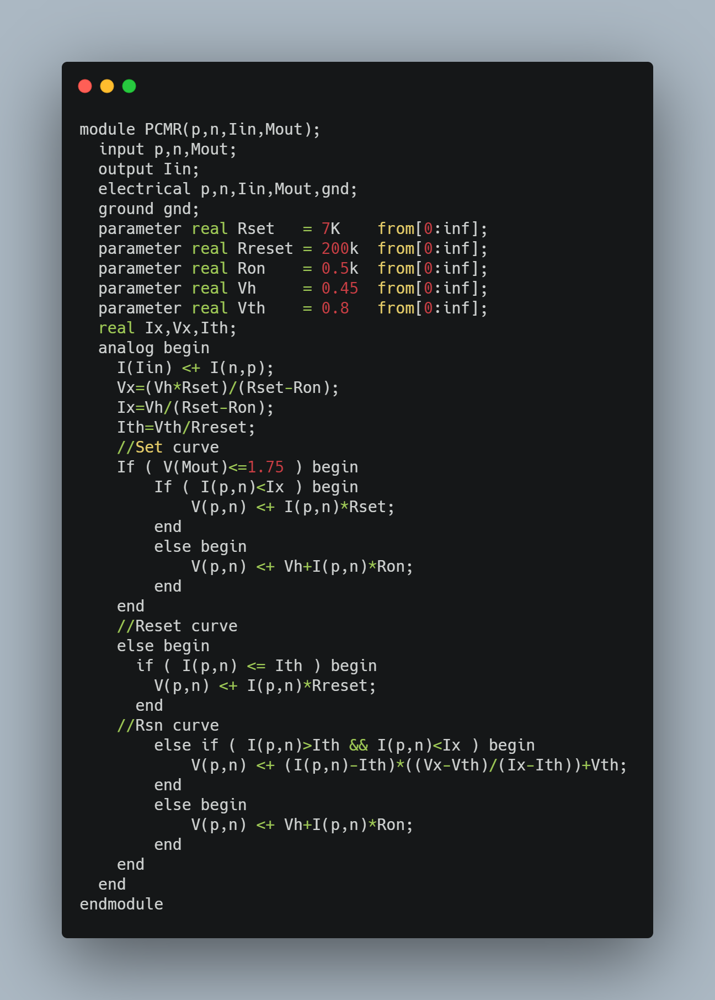 module PCMR(p,n,Iin,Mout);
  input p,n,Mout;
  output Iin;
  electrical p,n,Iin,Mout,gnd;
  ground gnd;
  parameter real Rset   = 7K    from[0:inf];
  parameter real Rreset = 200k  from[0:inf];
  parameter real Ron    = 0.5k  from[0:inf];
  parameter real Vh     = 0.45  from[0:inf];
  parameter real Vth    = 0.8   from[0:inf];
  real Ix,Vx,Ith;
  analog begin
    I(Iin) <+ I(n,p);
    Vx=(Vh*Rset)/(Rset-Ron);
    Ix=Vh/(Rset-Ron);
    Ith=Vth/Rreset;
    //Set curve
    If ( V(Mout)<=1.75 ) begin
        If ( I(p,n)<Ix ) begin
            V(p,n) <+ I(p,n)*Rset;
        end
        else begin
            V(p,n) <+ Vh+I(p,n)*Ron;
        end
    end
    //Reset curve
    else begin
      if ( I(p,n) <= Ith ) begin
        V(p,n) <+ I(p,n)*Rreset;
      end
    //Rsn curve
        else if ( I(p,n)>Ith && I(p,n)<Ix ) begin
            V(p,n) <+ (I(p,n)-Ith)*((Vx-Vth)/(Ix-Ith))+Vth;
        end
        else begin
            V(p,n) <+ Vh+I(p,n)*Ron;
        end
    end
  end
endmodule